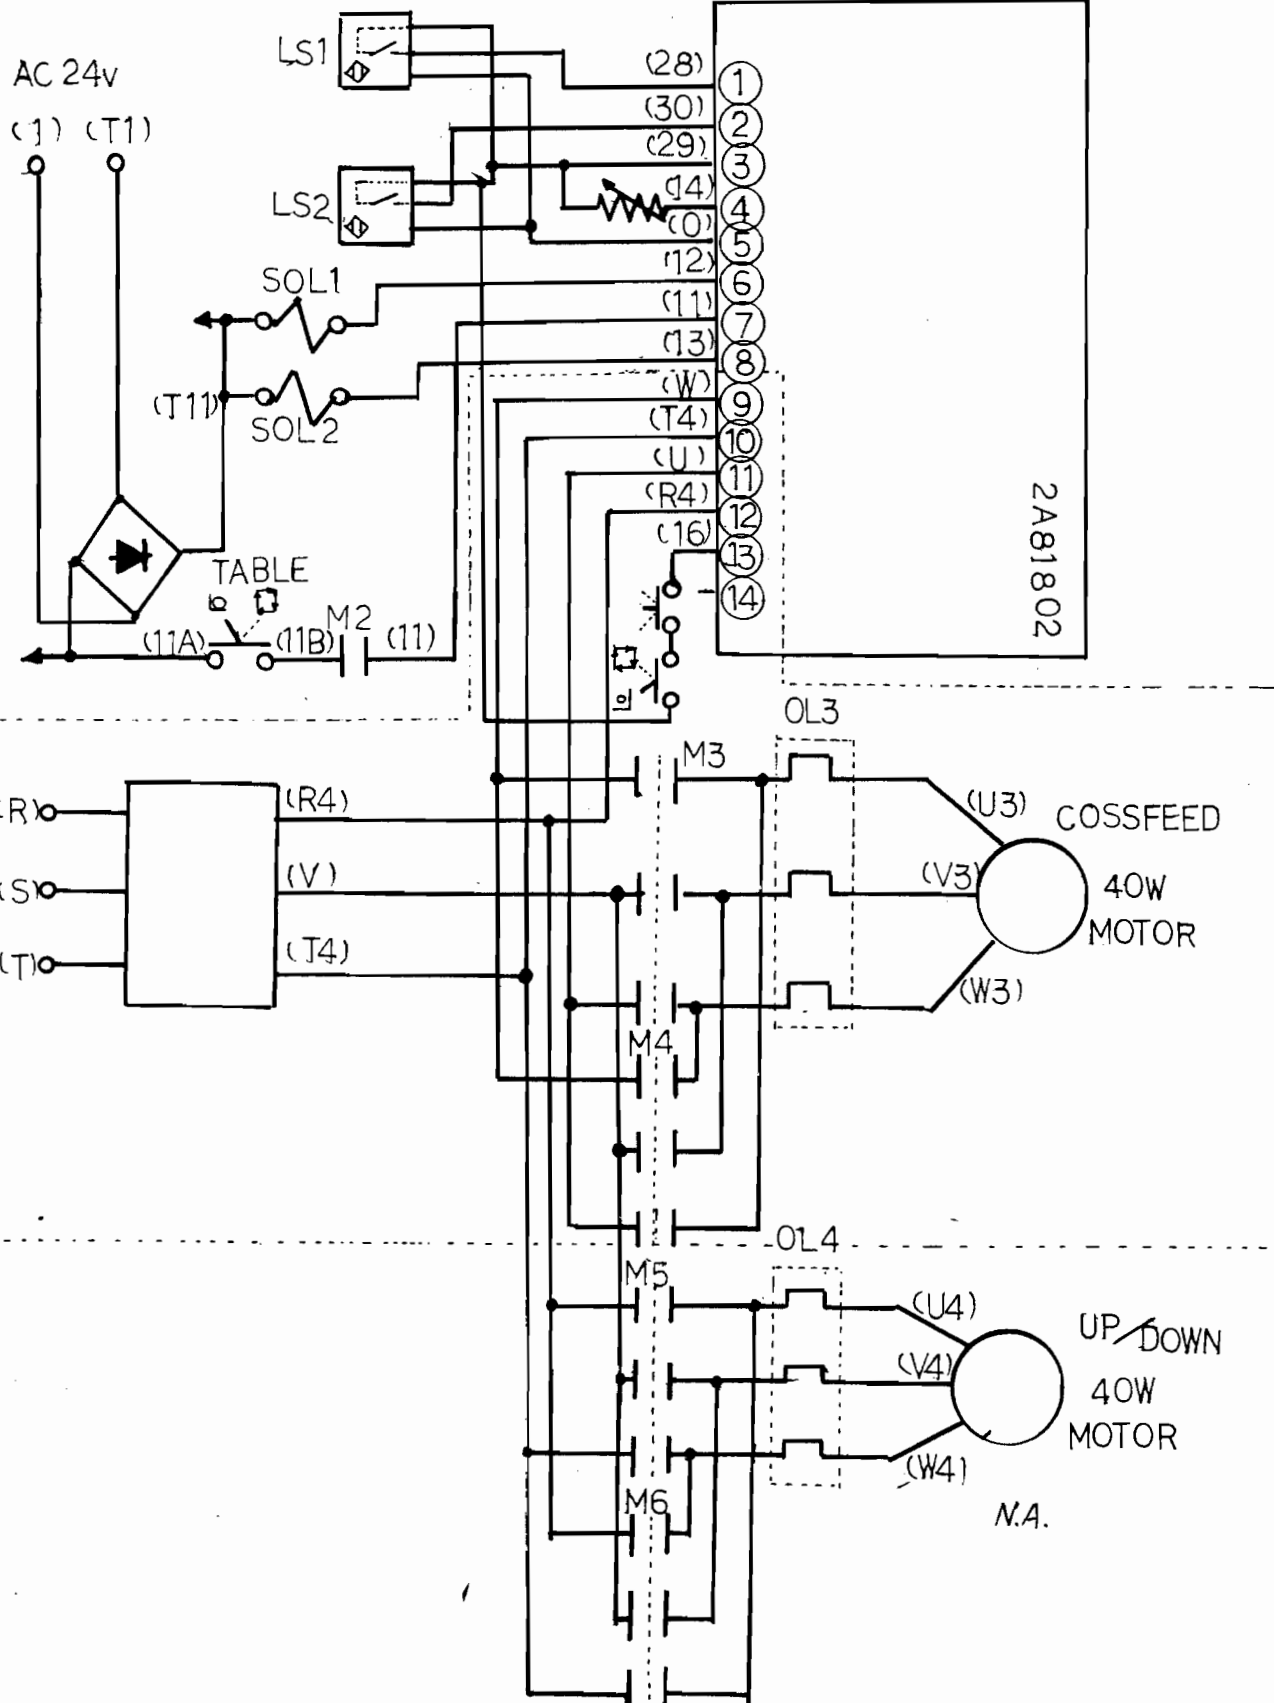 LS1
AC 24v
(1) (T1)
(28)
1
(30)
2
(29)
3
LS2
(14)
4
(0)
5
(12)
6
SOL1
(11)
7
(13)
8
(T11)
SOL2
(W)
9
(T4)
10
(U)
11
(R4)
12
(16)
13
14
2A81802
TABLE
M2
(11A)
(11B)
(11)
OL3
M3
R)
(R4)
(U3)
COSSFEED
(S)
(V)
(V3)
40W
MOTOR
(T)
(T4)
(W3)
M4
OL4
M5
(U4)
UP/DOWN
(V4)
40W
MOTOR
(W4)
M6
N.A.